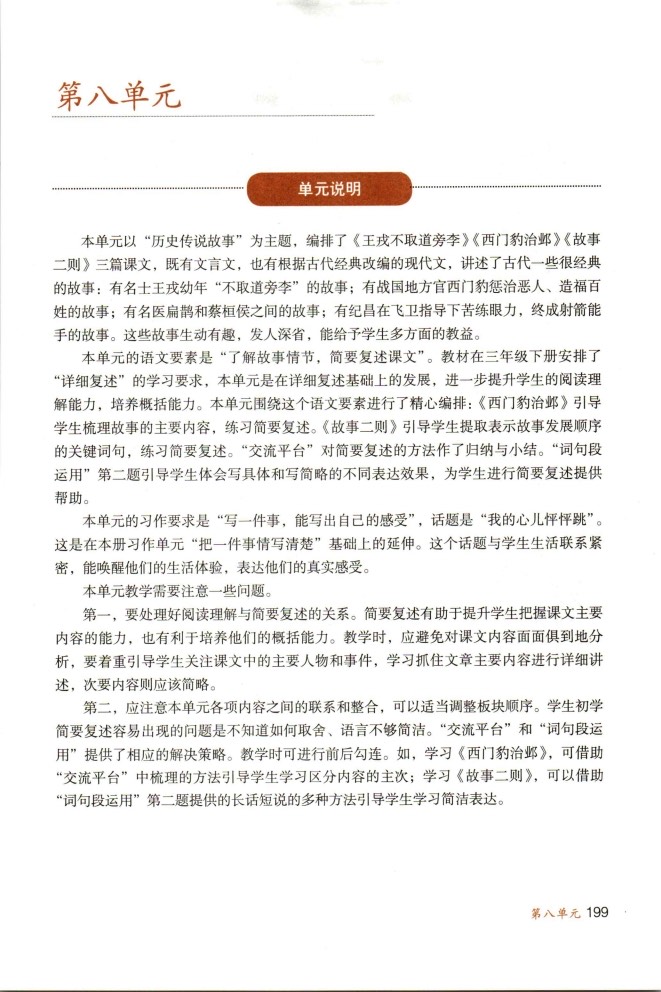 第八单元
单元说明
本单元以“历史传说故事”为主题，编排了《王戎不取道旁李》《西门豹治邺》《故事
二则》三篇课文，既有文言文，也有根据古代经典改编的现代文，讲述了古代一些很经典
的故事：有名士王戎幼年“不取道旁李”的故事；有战国地方官西门豹惩治恶人、造福百
姓的故事；有名医扁鹊和蔡桓侯之间的故事；有纪昌在飞卫指导下苦练眼力，终成射箭能
手的故事。这些故事生动有趣，发人深省，能给予学生多方面的教益。
本单元的语文要素是“了解故事情节，简要复述课文”。教材在三年级下册安排了
“详细复述”的学习要求，本单元是在详细复述基础上的发展，进一步提升学生的阅读理
解能力，培养概括能力。本单元围绕这个语文要素进行了精心编排：《西门豹治邺》引导
学生梳理故事的主要内容，练习简要复述。《故事二则》引导学生提取表示故事发展顺序
的关键词句，练习简要复述。“交流平台”对简要复述的方法作了归纳与小结。“词句段
运用”第二题引导学生体会写具体和写简略的不同表达效果，为学生进行简要复述提供
帮助。
本单元的习作要求是“写一件事，能写出自己的感受”，话题是“我的心儿怦怦跳”。
这是在本册习作单元“把一件事情写清楚”基础上的延伸。这个话题与学生生活联系紧
密，能唤醒他们的生活体验，表达他们的真实感受。
本单元教学需要注意一些问题。
第一，要处理好阅读理解与简要复述的关系。简要复述有助于提升学生把握课文主要
内容的能力，也有利于培养他们的概括能力。教学时，应避免对课文内容面面俱到地分
析，要着重引导学生关注课文中的主要人物和事件，学习抓住文章主要内容进行详细讲
述，次要内容则应该简略。
第二，应注意本单元各项内容之间的联系和整合，可以适当调整板块顺序。学生初学
简要复述容易出现的问题是不知道如何取舍、语言不够简洁。“交流平台”和“词句段运
用”提供了相应的解决策略。教学时可进行前后勾连。如，学习《西门豹治邺》，可借助
“交流平台”中梳理的方法引导学生学习区分内容的主次；学习《故事二则》，可以借助
“词句段运用”第二题提供的长话短说的多种方法引导学生学习简洁表达。
第八单元 199